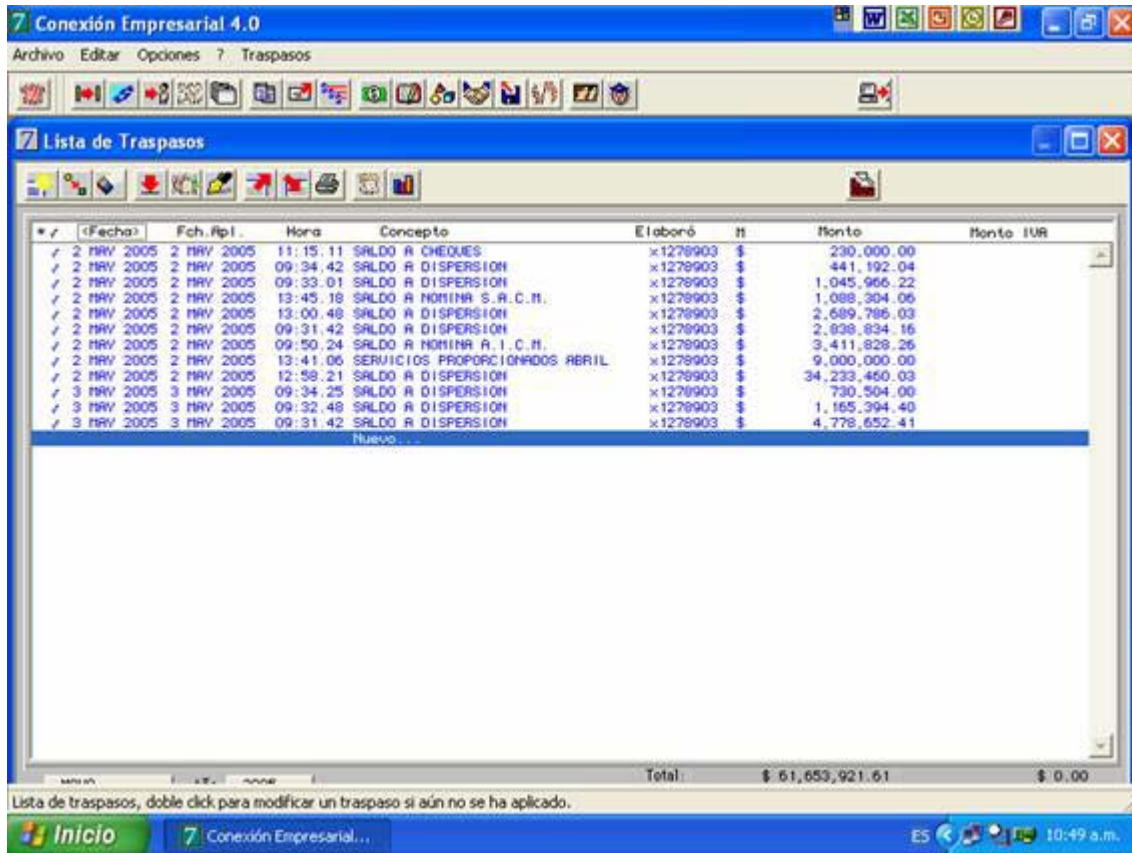 Conexión Empresarial 4.0
Archivo Editar Opciones ? Traspasos
Lista de Traspasos
* / <Fecha> Fch.Apl. Hora Concepto Elaboró M Monto Monto IVA
/ 2 MAY 2005 2 MAY 2005 11:15.11 SALDO A CHEQUES x1278903 $ 230,000.00
/ 2 MAY 2005 2 MAY 2005 09:34.42 SALDO A DISPERSION x1278903 $ 441,192.04
/ 2 MAY 2005 2 MAY 2005 09:33.01 SALDO A DISPERSION x1278903 $ 1,045,966.22
/ 2 MAY 2005 2 MAY 2005 13:45.18 SALDO A NOMINA S.A.C.M. x1278903 $ 1,088,304.06
/ 2 MAY 2005 2 MAY 2005 13:00.48 SALDO A DISPERSION x1278903 $ 2,689,786.03
/ 2 MAY 2005 2 MAY 2005 09:31.42 SALDO A DISPERSION x1278903 $ 2,838,834.16
/ 2 MAY 2005 2 MAY 2005 09:50.24 SALDO A NOMINA A.I.C.M. x1278903 $ 3,411,828.26
/ 2 MAY 2005 2 MAY 2005 13:41.06 SERVICIOS PROPORCIONADOS ABRIL x1278903 $ 9,000,000.00
/ 2 MAY 2005 2 MAY 2005 12:58.21 SALDO A DISPERSION x1278903 $ 34,233,460.03
/ 3 MAY 2005 3 MAY 2005 09:34.25 SALDO A DISPERSION x1278903 $ 730,504.00
/ 3 MAY 2005 3 MAY 2005 09:32.48 SALDO A DISPERSION x1278903 $ 1,165,394.40
/ 3 MAY 2005 3 MAY 2005 09:31.42 SALDO A DISPERSION x1278903 $ 4,778,652.41
Nuevo...
Total: $ 61,653,921.61 $ 0.00
Lista de traspasos, doble click para modificar un traspaso si aún no se ha aplicado.
Inicio Conexión Empresarial... ES 10:49 a.m.